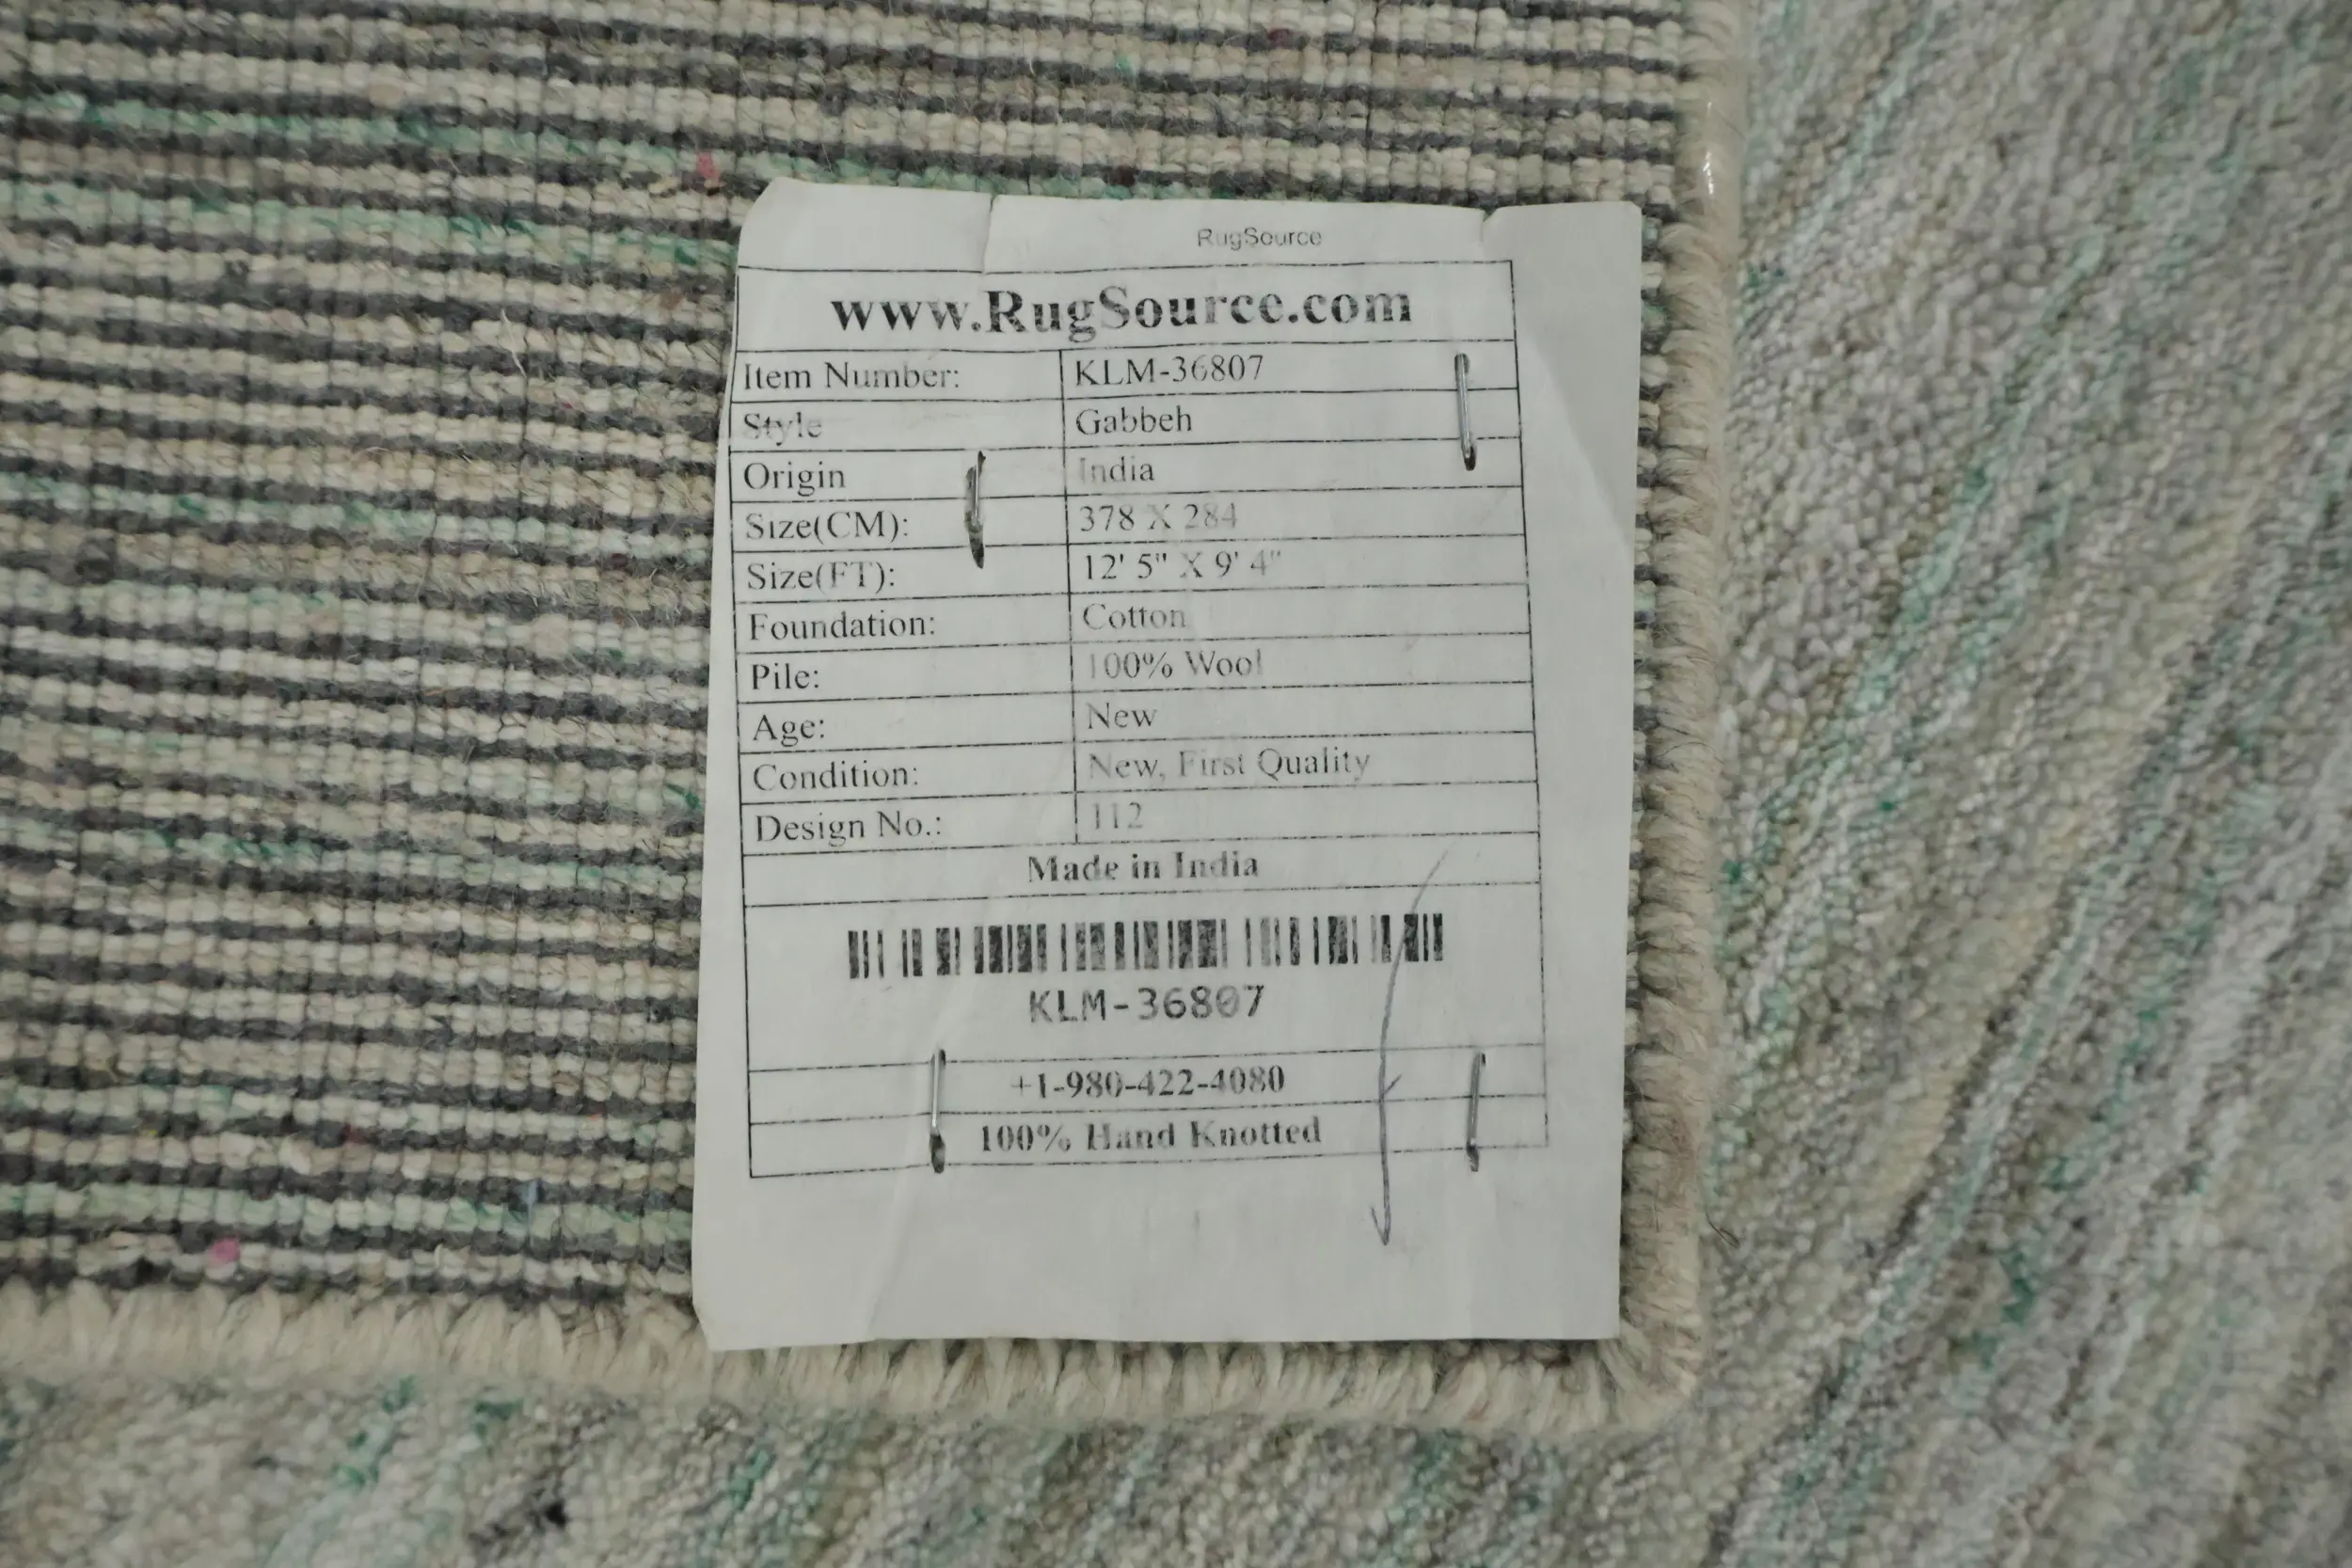 RugSource
www.RugSource.com
Item Number: KLM-36807
Style Gabbeh
Origin India
Size(CM): 378 X 284
Size(FT): 12' 5" X 9' 4"
Foundation: Cotton
Pile: 100% Wool
Age: New
Condition: New, First Quality
Design No.: 112
Made in India
KLM-36807
+1-980-422-4080
100% Hand Knotted